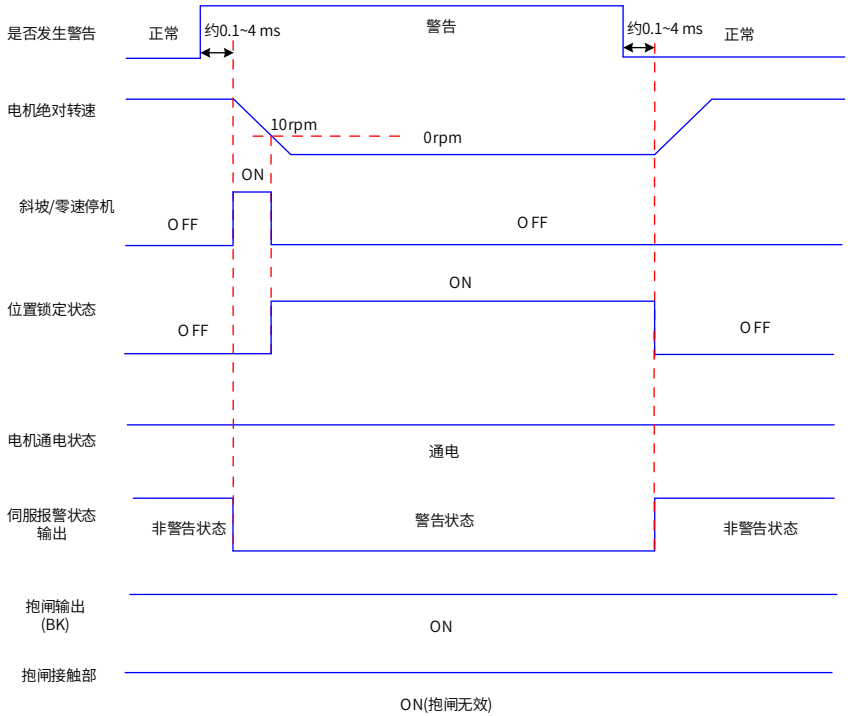 是否发生警告
正常
约0.1~4 ms
警告
约0.1~4 ms
正常
电机绝对转速
10rpm
0rpm
斜坡/零速停机
OFF
ON
OFF
位置锁定状态
OFF
ON
OFF
电机通电状态
通电
伺服报警状态
输出
非警告状态
警告状态
非警告状态
抱闸输出
(BK)
ON
抱闸接触部
ON(抱闸无效)